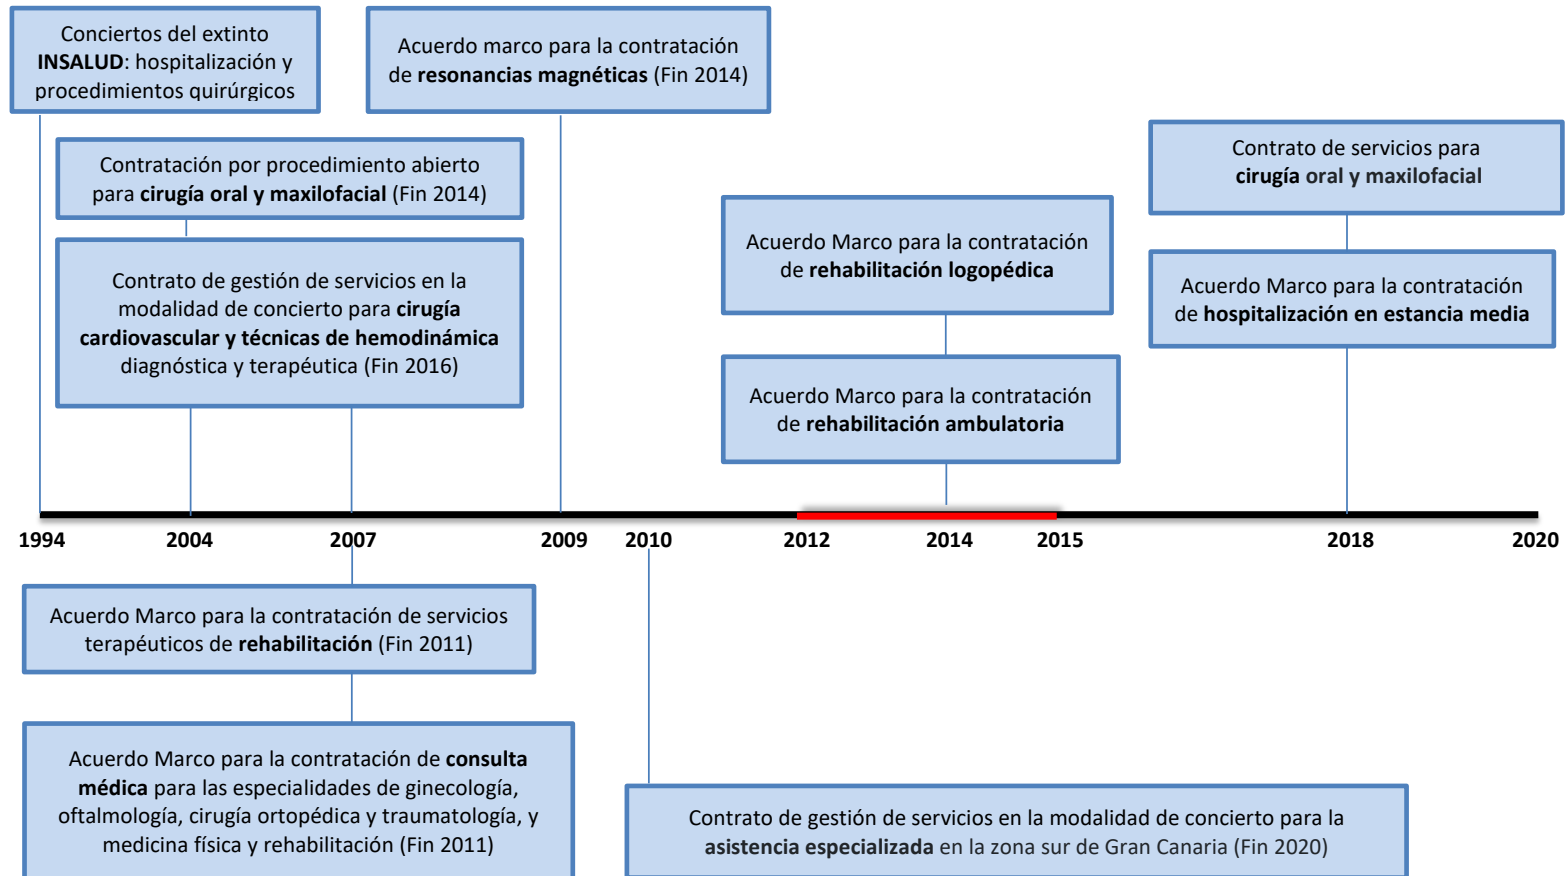 Conciertos del extinto
INSALUD: hospitalización y
procedimientos quirúrgicos
Acuerdo marco para la contratación
de resonancias magnéticas (Fin 2014)
Contratación por procedimiento abierto
para cirugía oral y maxilofacial (Fin 2014)
Contrato de servicios para
cirugía oral y maxilofacial
Acuerdo Marco para la contratación
de rehabilitación logopédica
Contrato de gestión de servicios en la
modalidad de concierto para cirugía
cardiovascular y técnicas de hemodinámica
diagnóstica y terapéutica (Fin 2016)
Acuerdo Marco para la contratación
de hospitalización en estancia media
Acuerdo Marco para la contratación
de rehabilitación ambulatoria
1994 2004 2007 2009 2010 2012 2014 2015 2018 2020
Acuerdo Marco para la contratación de servicios
terapéuticos de rehabilitación (Fin 2011)
Acuerdo Marco para la contratación de consulta
médica para las especialidades de ginecología,
oftalmología, cirugía ortopédica y traumatología, y
medicina física y rehabilitación (Fin 2011)
Contrato de gestión de servicios en la modalidad de concierto para la
asistencia especializada en la zona sur de Gran Canaria (Fin 2020)